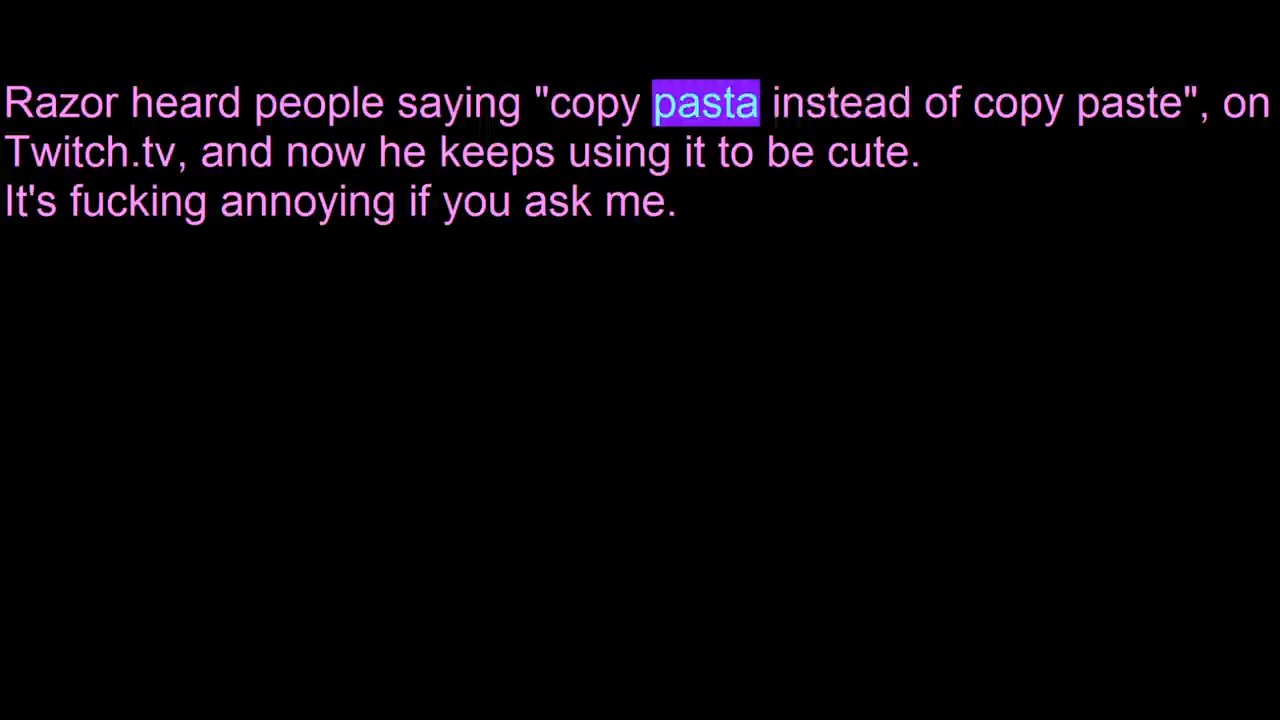 Razor heard people saying "copy pasta instead of copy paste", on
Twitch.tv, and now he keeps using it to be cute.
It's fucking annoying if you ask me.